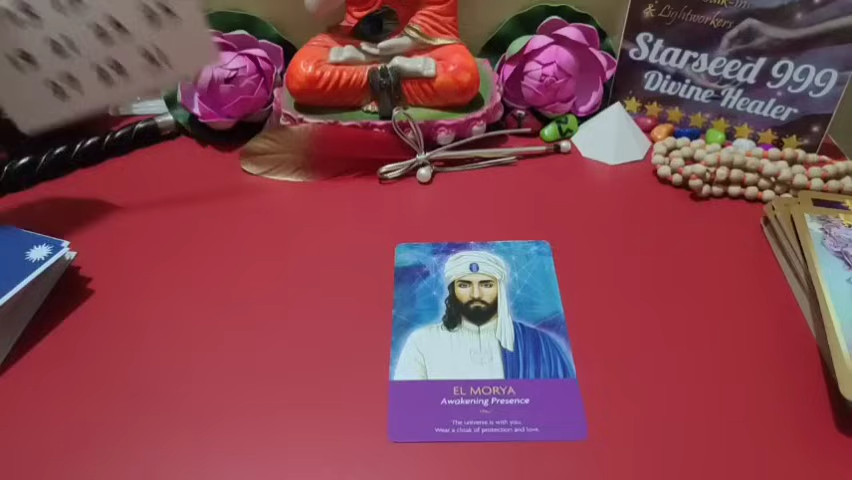 Lightworkers
Starseed 999
Divine Healer
EL MORYA
Awakening Presence
The universe is with you.
Wear a cloak of protection and love.